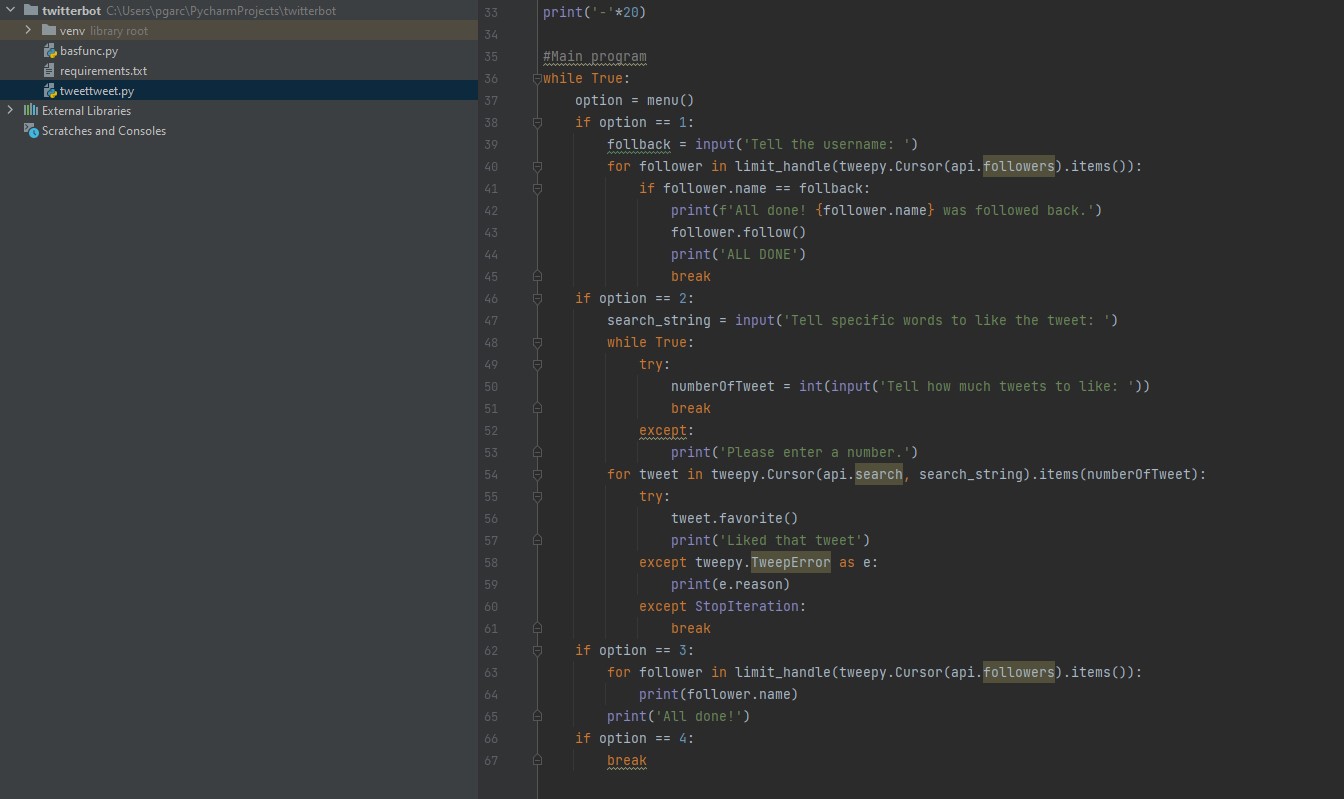 twitterbot C:\Users\pgarc\PycharmProjects\twitterbot
venv library root
basfunc.py
requirements.txt
tweettweet.py
External Libraries
Scratches and Consoles
33 print('-'*20)
34
35 #Main program
36 while True:
37     option = menu()
38     if option == 1:
39         follback = input('Tell the username: ')
40         for follower in limit_handle(tweepy.Cursor(api.followers).items()):
41             if follower.name == follback:
42                 print(f'All done! {follower.name} was followed back.')
43                 follower.follow()
44                 print('ALL DONE')
45                 break
46     if option == 2:
47         search_string = input('Tell specific words to like the tweet: ')
48         while True:
49             try:
50                 numberOfTweet = int(input('Tell how much tweets to like: '))
51                 break
52             except:
53                 print('Please enter a number.')
54         for tweet in tweepy.Cursor(api.search, search_string).items(numberOfTweet):
55             try:
56                 tweet.favorite()
57                 print('Liked that tweet')
58             except tweepy.TweepError as e:
59                 print(e.reason)
60             except StopIteration:
61                 break
62     if option == 3:
63         for follower in limit_handle(tweepy.Cursor(api.followers).items()):
64             print(follower.name)
65         print('All done!')
66     if option == 4:
67         break